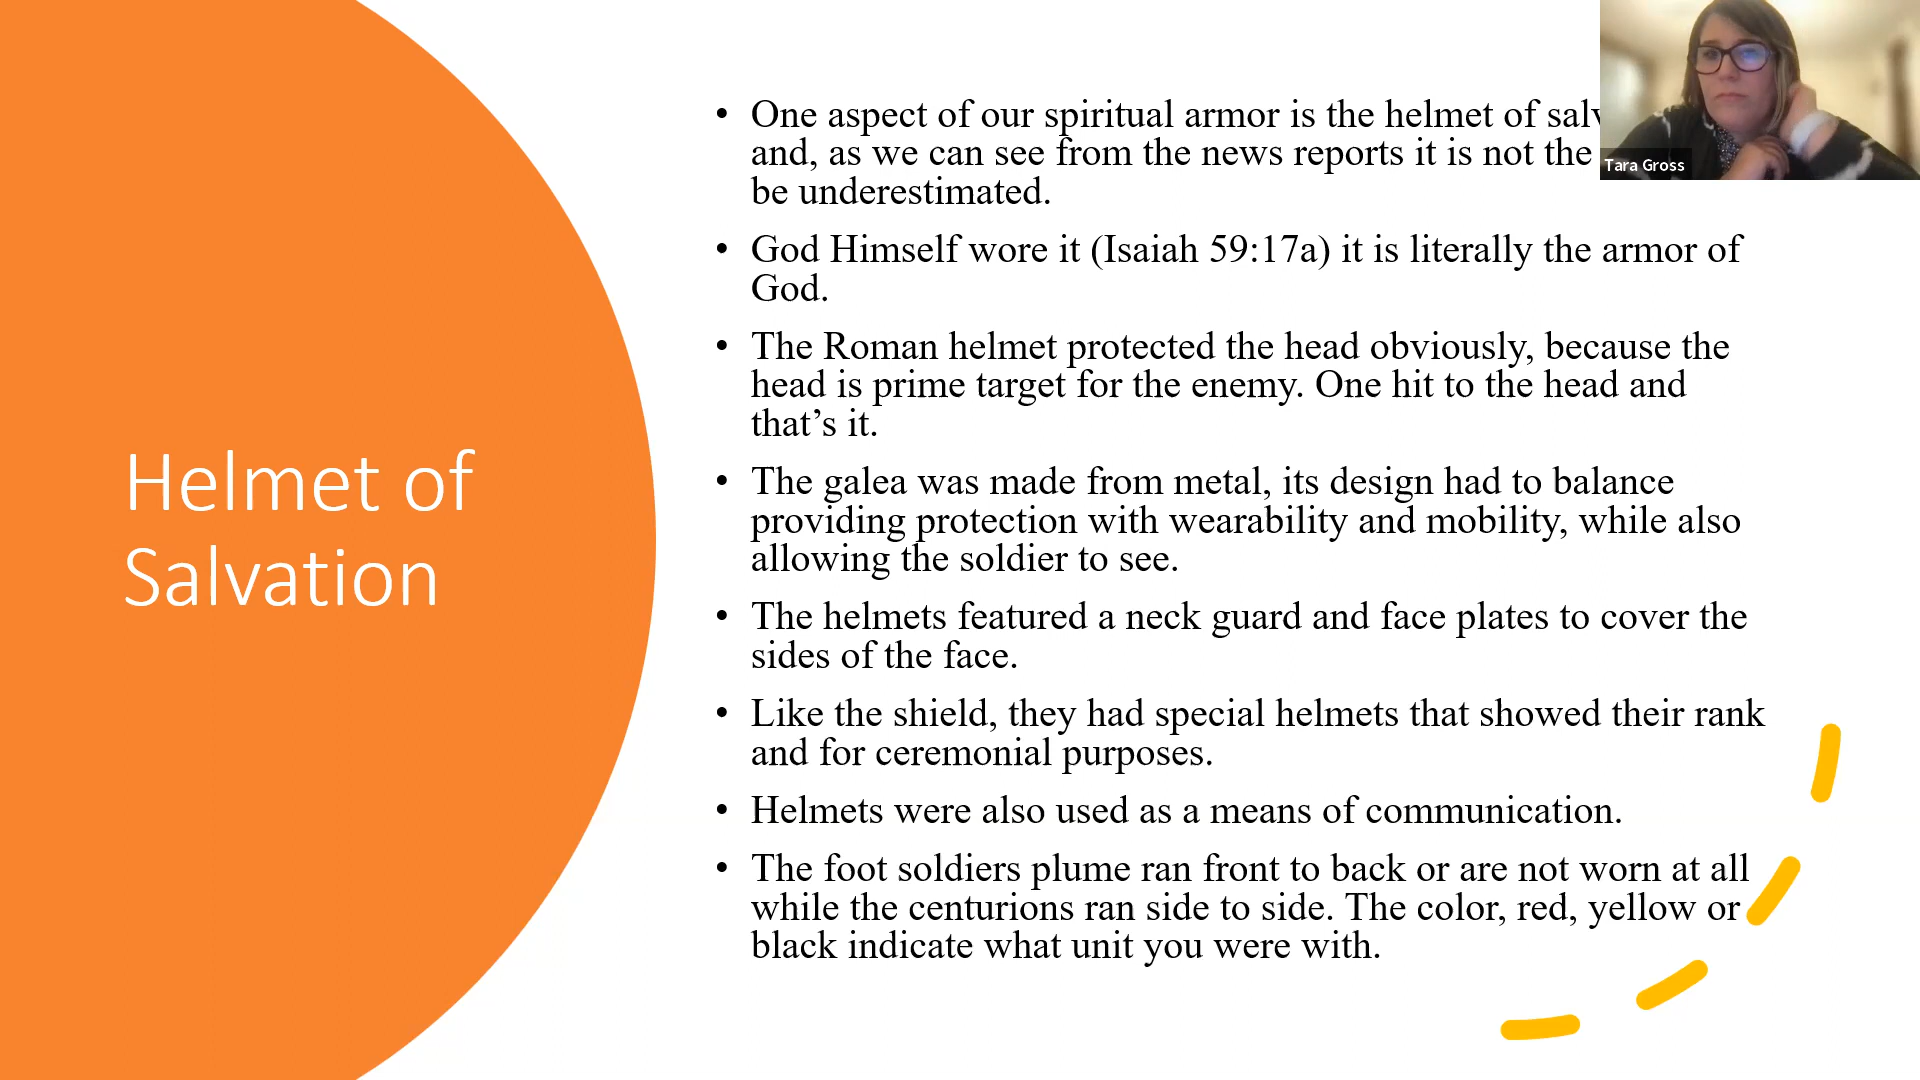 Helmet of
Salvation
• One aspect of our spiritual armor is the helmet of
and, as we can see from the news reports it is not the
be underestimated.
• God Himself wore it (Isaiah 59:17a) it is literally the armor of
God.
• The Roman helmet protected the head obviously, because the
head is prime target for the enemy. One hit to the head and
that’s it.
• The galea was made from metal, its design had to balance
providing protection with wearability and mobility, while also
allowing the soldier to see.
• The helmets featured a neck guard and face plates to cover the
sides of the face.
• Like the shield, they had special helmets that showed their rank
and for ceremonial purposes.
• Helmets were also used as a means of communication.
• The foot soldiers plume ran front to back or are not worn at all
while the centurions ran side to side. The color, red, yellow or
black indicate what unit you were with.
Tara Gross